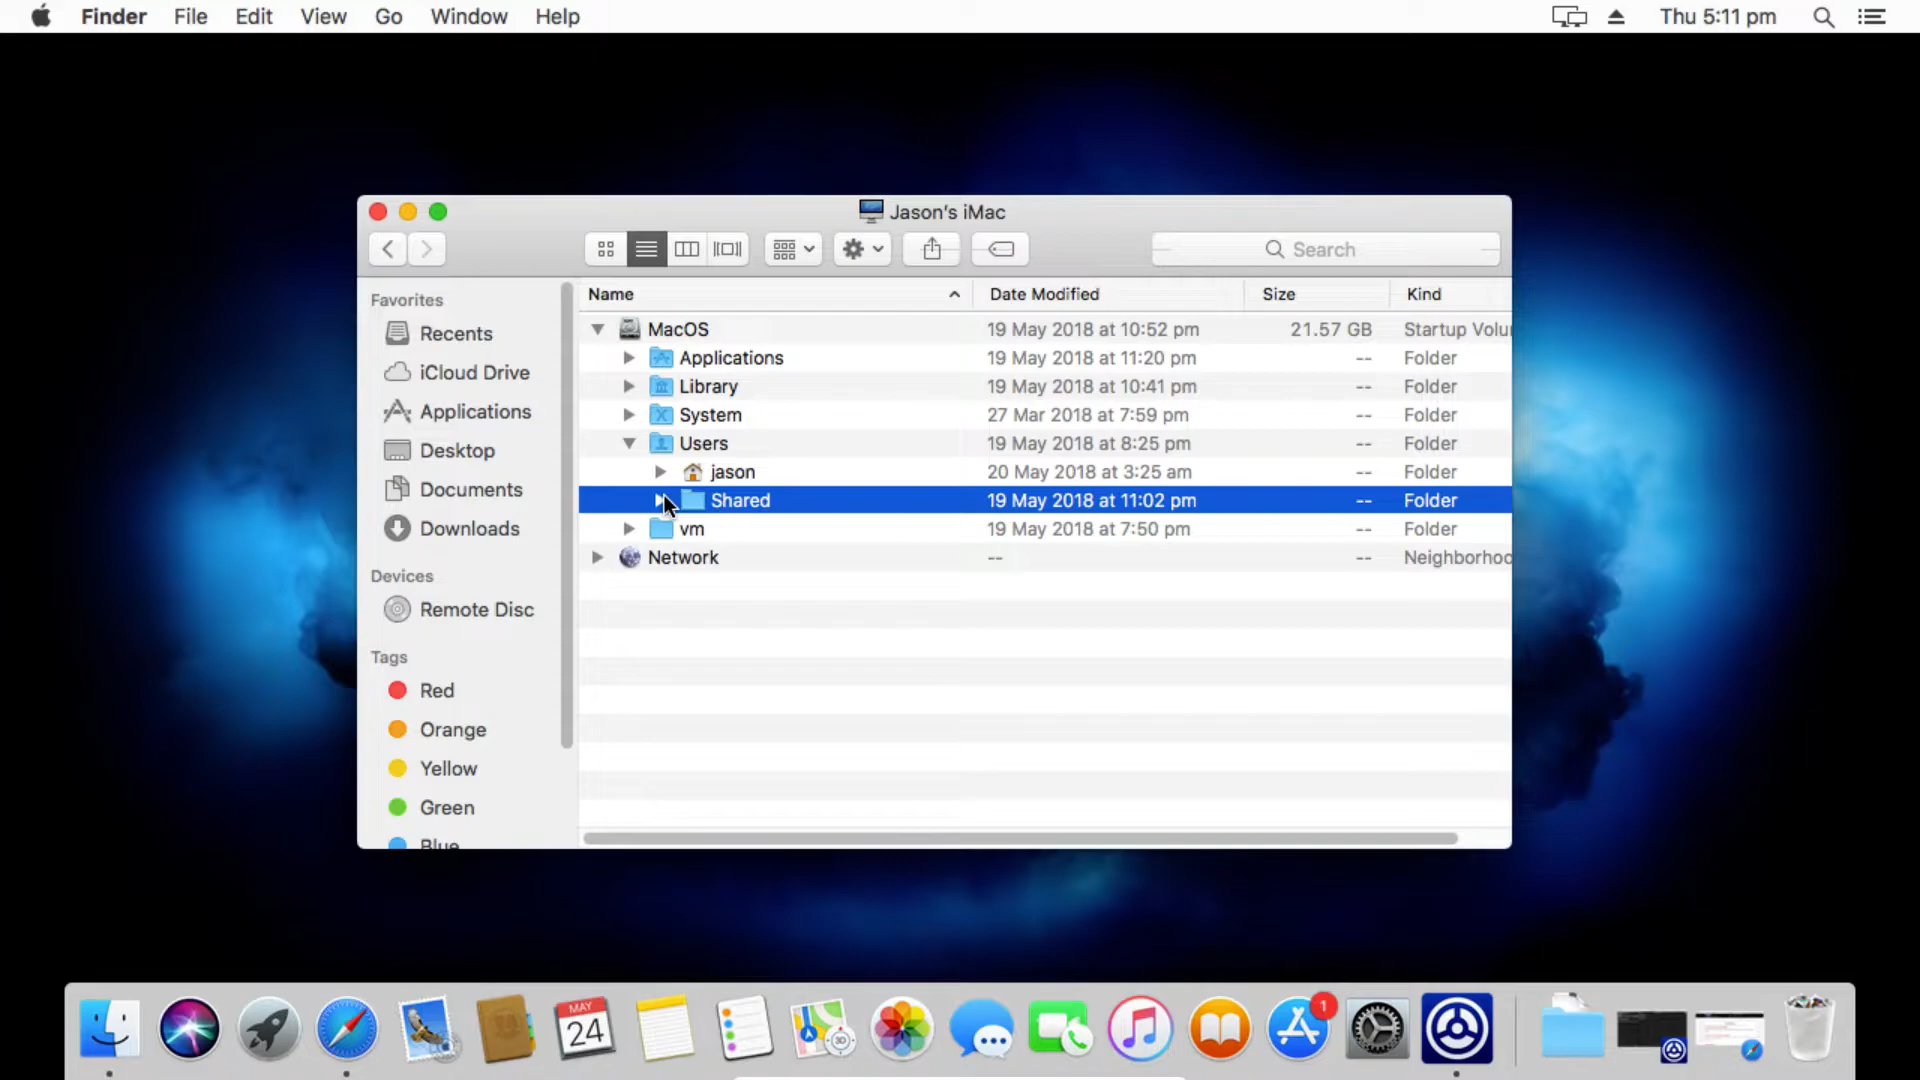 Finder File Edit View Go Window Help Thu 5:11 pm
Jason's iMac
Search
Favorites
Recents
iCloud Drive
Applications
Desktop
Documents
Downloads
Devices
Remote Disc
Tags
Red
Orange
Yellow
Green
Blue
Name Date Modified Size Kind
MacOS 19 May 2018 at 10:52 pm 21.57 GB Startup Volu
Applications 19 May 2018 at 11:20 pm -- Folder
Library 19 May 2018 at 10:41 pm -- Folder
System 27 Mar 2018 at 7:59 pm -- Folder
Users 19 May 2018 at 8:25 pm -- Folder
jason 20 May 2018 at 3:25 am -- Folder
Shared 19 May 2018 at 11:02 pm -- Folder
vm 19 May 2018 at 7:50 pm -- Folder
Network -- -- Neighborhoo
MAY
24
3D
1